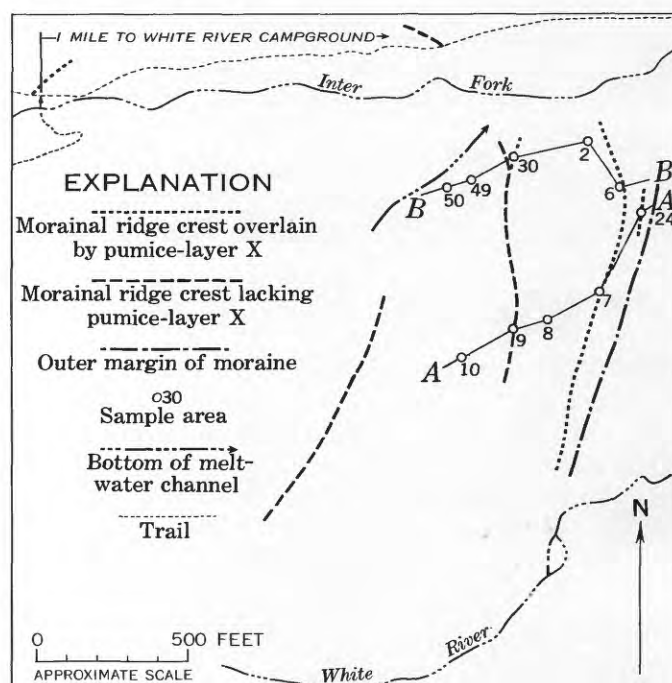 1 MILE TO WHITE RIVER CAMPGROUND
Inter Fork
EXPLANATION
Morainal ridge crest overlain
by pumice-layer X
Morainal ridge crest lacking
pumice-layer X
Outer margin of moraine
030
Sample area
Bottom of melt-
water channel
Trail
B
50
49
30
2
6
B
A
24
7
8
9
10
A
N
0 500 FEET
APPROXIMATE SCALE
White River